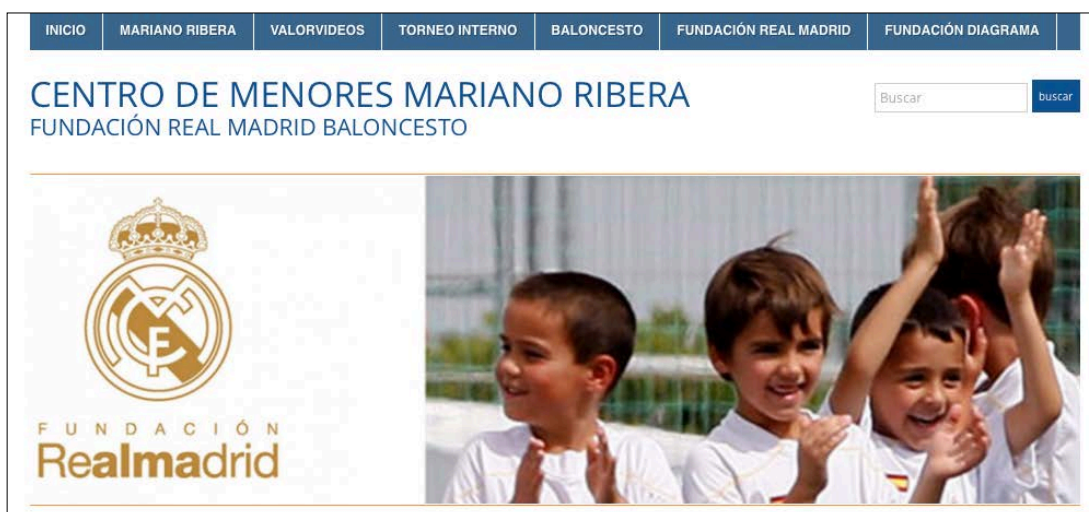 INICIO MARIANO RIBERA VALORVIDEOS TORNEO INTERNO BALONCESTO FUNDACIÓN REAL MADRID FUNDACIÓN DIAGRAMA
CENTRO DE MENORES MARIANO RIBERA
FUNDACIÓN REAL MADRID BALONCESTO
Buscar buscar
FUNDACIÓN
Realmadrid